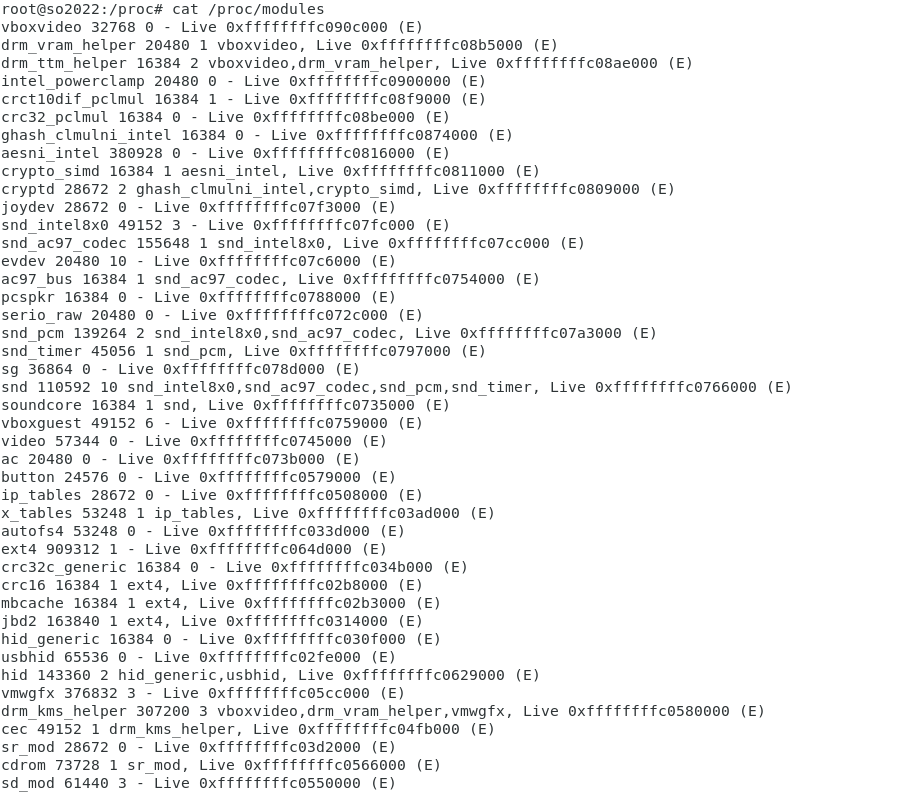 root@so2022:/proc# cat /proc/modules
vboxvideo 32768 0 - Live 0xffffffffc090c000 (E)
drm_vram_helper 20480 1 vboxvideo, Live 0xffffffffc08b5000 (E)
drm_ttm_helper 16384 2 vboxvideo,drm_vram_helper, Live 0xffffffffc08ae000 (E)
intel_powerclamp 20480 0 - Live 0xffffffffc0900000 (E)
crct10dif_pclmul 16384 1 - Live 0xffffffffc08f9000 (E)
crc32_pclmul 16384 0 - Live 0xffffffffc08be000 (E)
ghash_clmulni_intel 16384 0 - Live 0xffffffffc0874000 (E)
aesni_intel 380928 0 - Live 0xffffffffc0816000 (E)
crypto_simd 16384 1 aesni_intel, Live 0xffffffffc0811000 (E)
cryptd 28672 2 ghash_clmulni_intel,crypto_simd, Live 0xffffffffc0809000 (E)
joydev 28672 0 - Live 0xffffffffc07f3000 (E)
snd_intel8x0 49152 3 - Live 0xffffffffc07fc000 (E)
snd_ac97_codec 155648 1 snd_intel8x0, Live 0xffffffffc07cc000 (E)
evdev 20480 10 - Live 0xffffffffc07c6000 (E)
ac97_bus 16384 1 snd_ac97_codec, Live 0xffffffffc0754000 (E)
pcspkr 16384 0 - Live 0xffffffffc0788000 (E)
serio_raw 20480 0 - Live 0xffffffffc072c000 (E)
snd_pcm 139264 2 snd_intel8x0,snd_ac97_codec, Live 0xffffffffc07a3000 (E)
snd_timer 45056 1 snd_pcm, Live 0xffffffffc0797000 (E)
sg 36864 0 - Live 0xffffffffc078d000 (E)
snd 110592 10 snd_intel8x0,snd_ac97_codec,snd_pcm,snd_timer, Live 0xffffffffc0766000 (E)
soundcore 16384 1 snd, Live 0xffffffffc0735000 (E)
vboxguest 49152 6 - Live 0xffffffffc0759000 (E)
video 57344 0 - Live 0xffffffffc0745000 (E)
ac 20480 0 - Live 0xffffffffc073b000 (E)
button 24576 0 - Live 0xffffffffc0579000 (E)
ip_tables 28672 0 - Live 0xffffffffc0508000 (E)
x_tables 53248 1 ip_tables, Live 0xffffffffc03ad000 (E)
autofs4 53248 0 - Live 0xffffffffc033d000 (E)
ext4 909312 1 - Live 0xffffffffc064d000 (E)
crc32c_generic 16384 0 - Live 0xffffffffc034b000 (E)
crc16 16384 1 ext4, Live 0xffffffffc02b8000 (E)
mbcache 16384 1 ext4, Live 0xffffffffc02b3000 (E)
jbd2 163840 1 ext4, Live 0xffffffffc0314000 (E)
hid_generic 16384 0 - Live 0xffffffffc030f000 (E)
usbhid 65536 0 - Live 0xffffffffc02fe000 (E)
hid 143360 2 hid_generic,usbhid, Live 0xffffffffc0629000 (E)
vmwgfx 376832 3 - Live 0xffffffffc05cc000 (E)
drm_kms_helper 307200 3 vboxvideo,drm_vram_helper,vmwgfx, Live 0xffffffffc0580000 (E)
cec 49152 1 drm_kms_helper, Live 0xffffffffc04fb000 (E)
sr_mod 28672 0 - Live 0xffffffffc03d2000 (E)
cdrom 73728 1 sr_mod, Live 0xffffffffc0566000 (E)
sd_mod 61440 3 - Live 0xffffffffc0550000 (E)